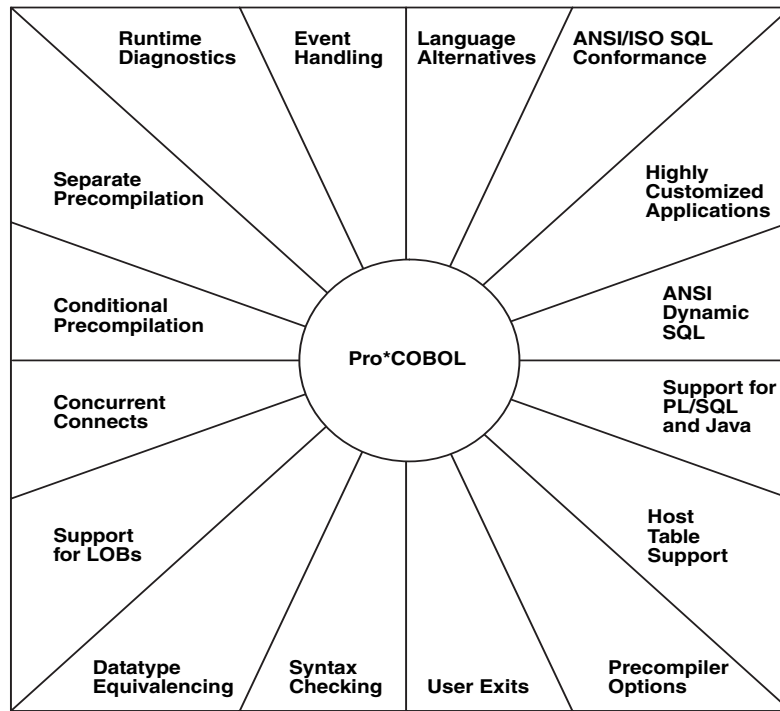 Runtime
Diagnostics
Event
Handling
Language
Alternatives
ANSI/ISO SQL
Conformance
Separate
Precompilation
Highly
Customized
Applications
Conditional
Precompilation
ANSI
Dynamic
SQL
Pro*COBOL
Concurrent
Connects
Support for
PL/SQL
and Java
Support
for LOBs
Host
Table
Support
Datatype
Equivalencing
Syntax
Checking
User Exits
Precompiler
Options